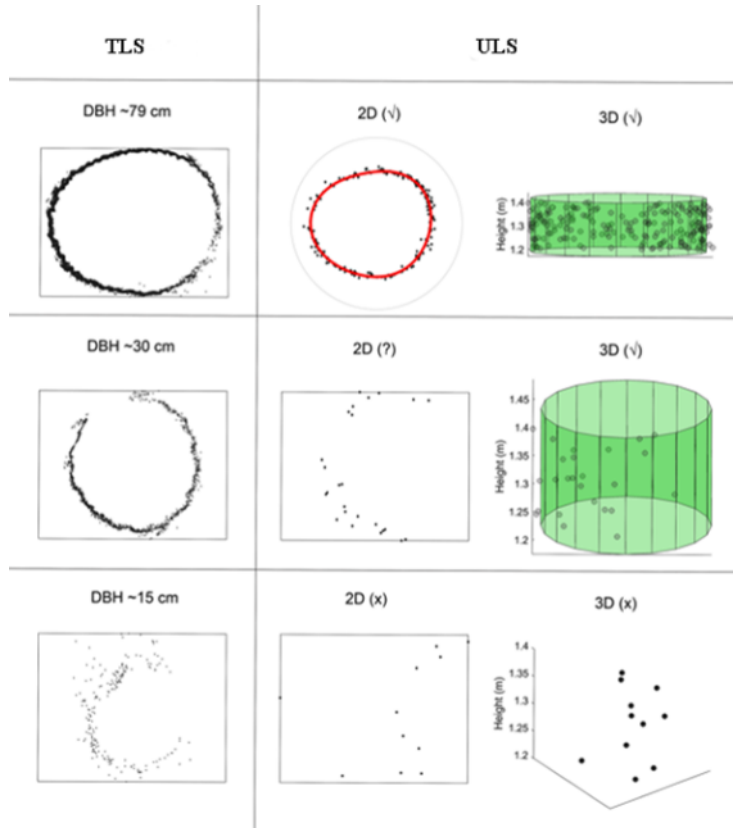 TLS ULS
DBH ~79 cm 2D (√) 3D (√)
Height (m)
1.4
1.3
1.2
DBH ~30 cm 2D (?) 3D (√)
Height (m)
1.45
1.4
1.3
1.25
1.2
DBH ~15 cm 2D (x) 3D (x)
Height (m)
1.4
1.35
1.3
1.25
1.2